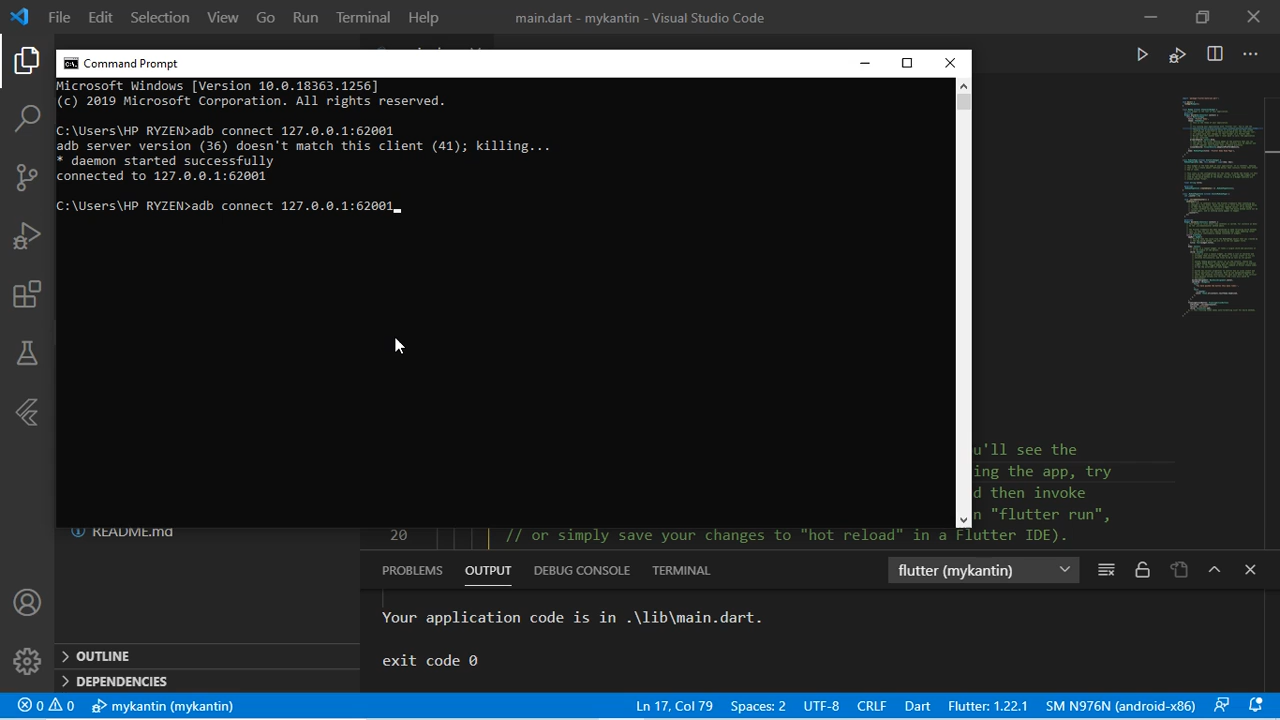 File Edit Selection View Go Run Terminal Help main.dart - mykantin - Visual Studio Code
Command Prompt
Microsoft Windows [Version 10.0.18363.1256]
(c) 2019 Microsoft Corporation. All rights reserved.
C:\Users\HP RYZEN>adb connect 127.0.0.1:62001
adb server version (36) doesn't match this client (41); killing...
* daemon started successfully
connected to 127.0.0.1:62001
C:\Users\HP RYZEN>adb connect 127.0.0.1:62001_
u'll see the
ing the app, try
d then invoke
n "flutter run",
README.md
20 // or simply save your changes to "hot reload" in a Flutter IDE).
PROBLEMS OUTPUT DEBUG CONSOLE TERMINAL flutter (mykantin)
Your application code is in .\lib\main.dart.
exit code 0
OUTLINE
DEPENDENCIES
0 0 mykantin (mykantin) Ln 17, Col 79 Spaces: 2 UTF-8 CRLF Dart Flutter: 1.22.1 SM N976N (android-x86)